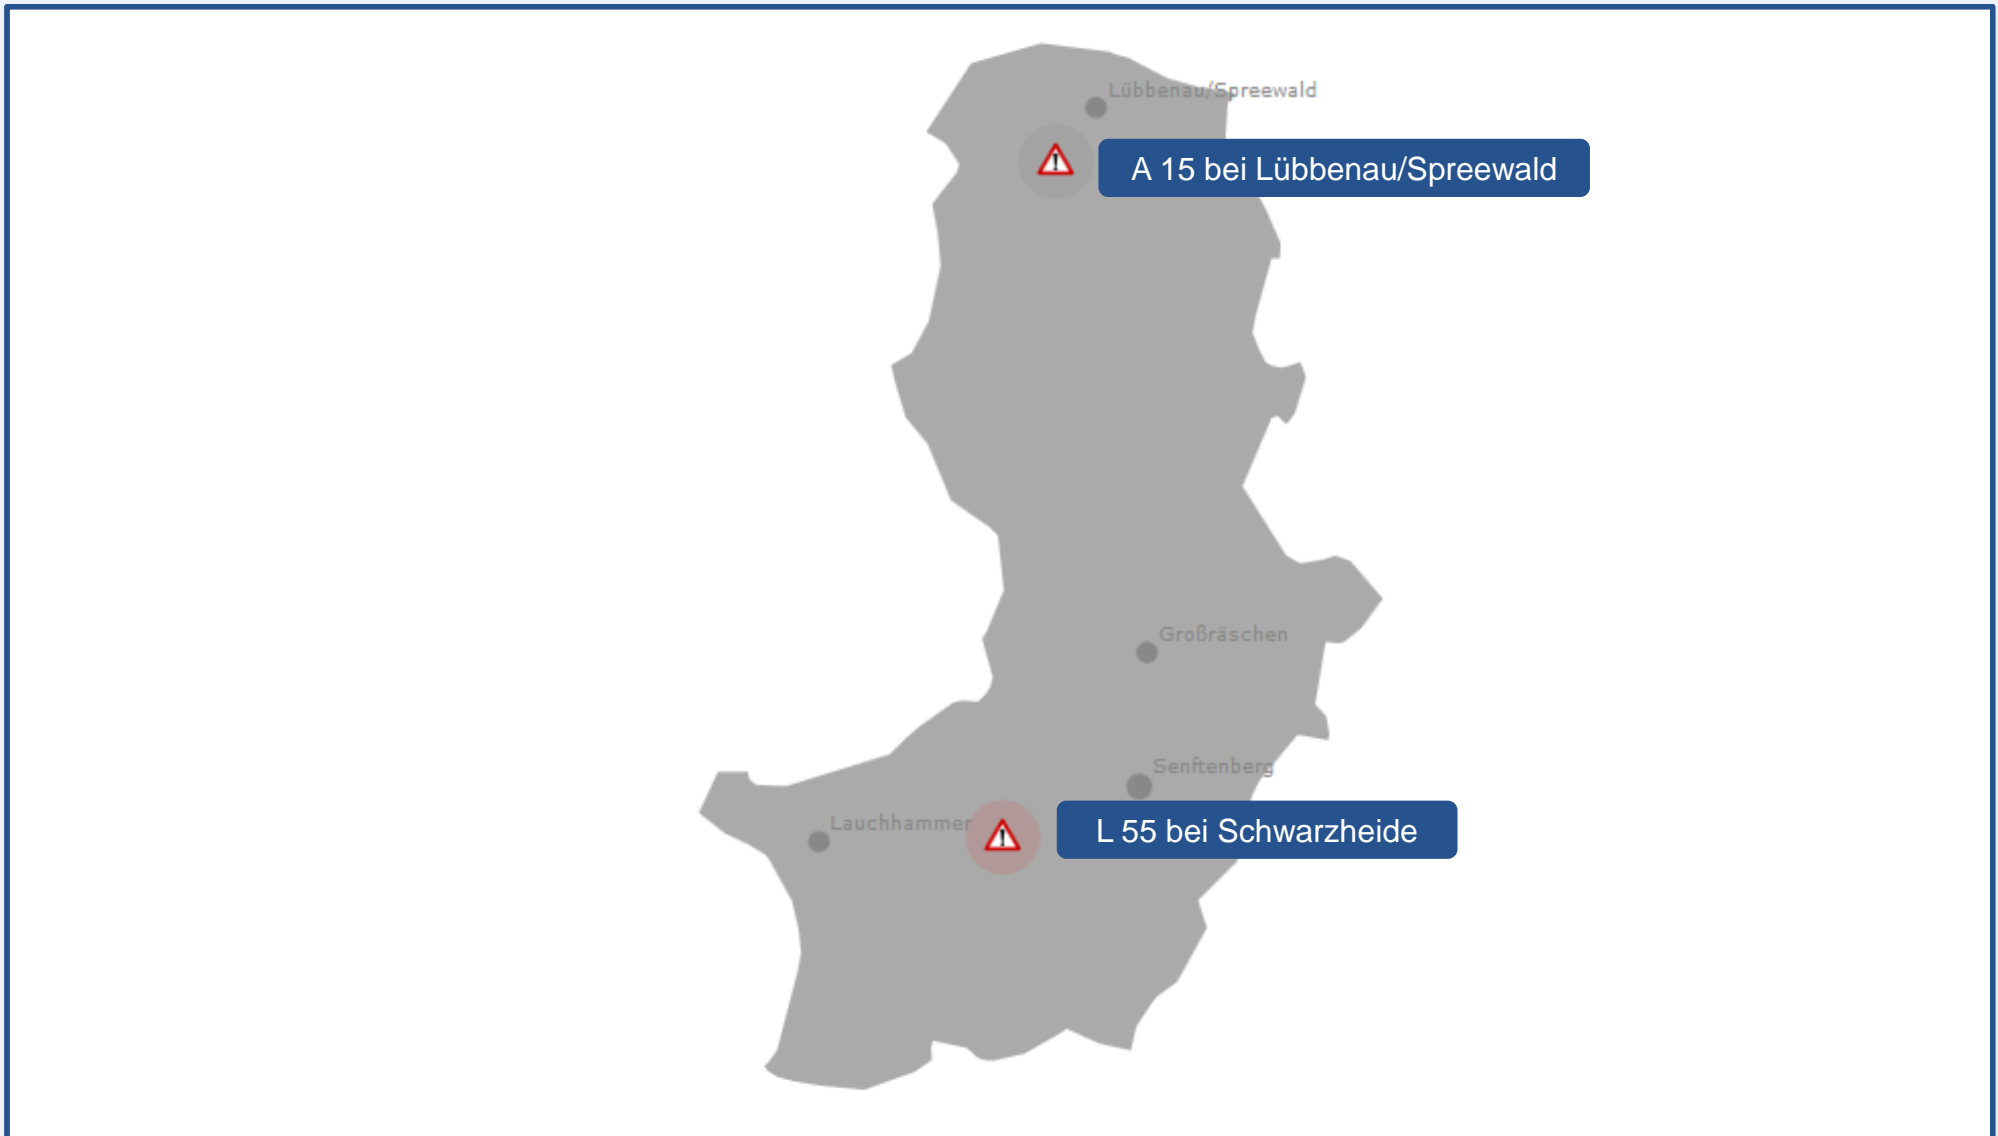 Lübbenau/Spreewald
A 15 bei Lübbenau/Spreewald
Großräschen
Senftenberg
Lauchhammer
L 55 bei Schwarzheide